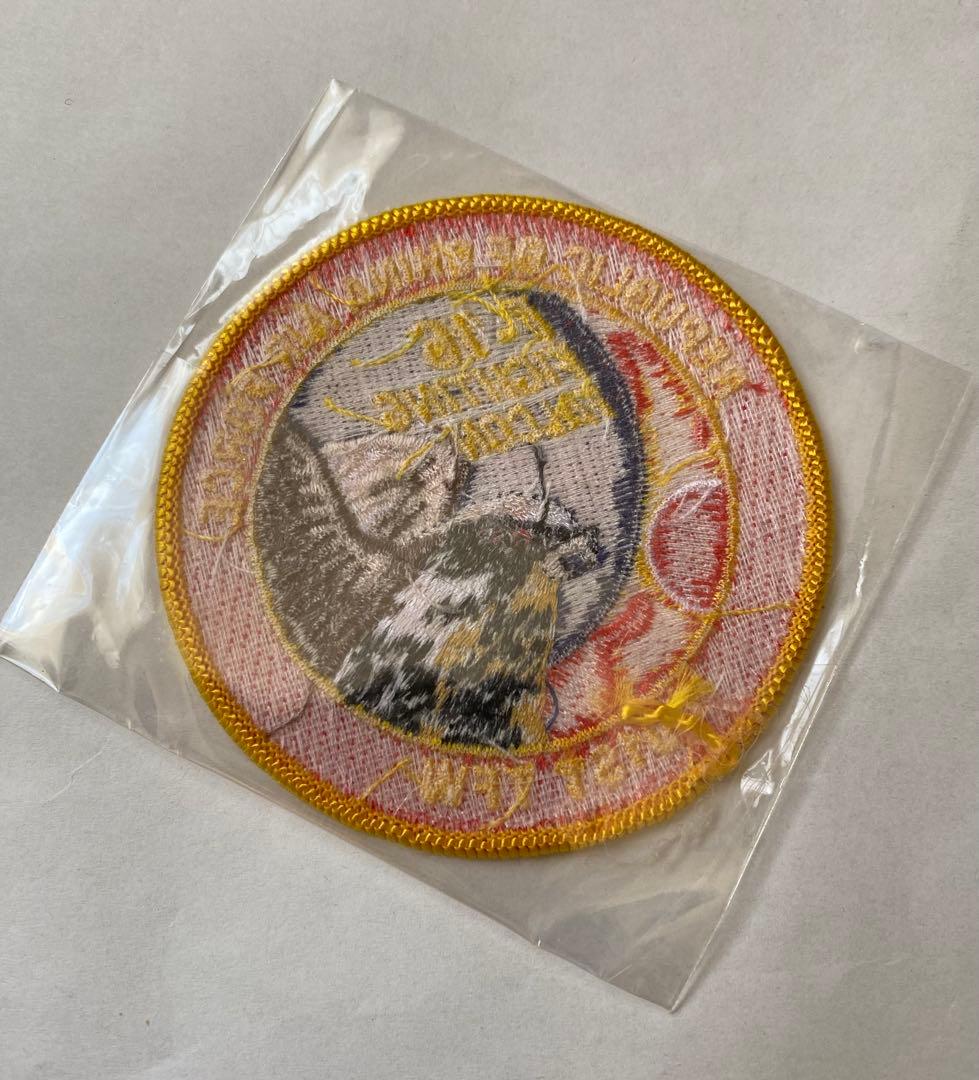 REPUBLIC OF CHINA AIR FORCE
F-16
FIGHTING
FALCON
TFW